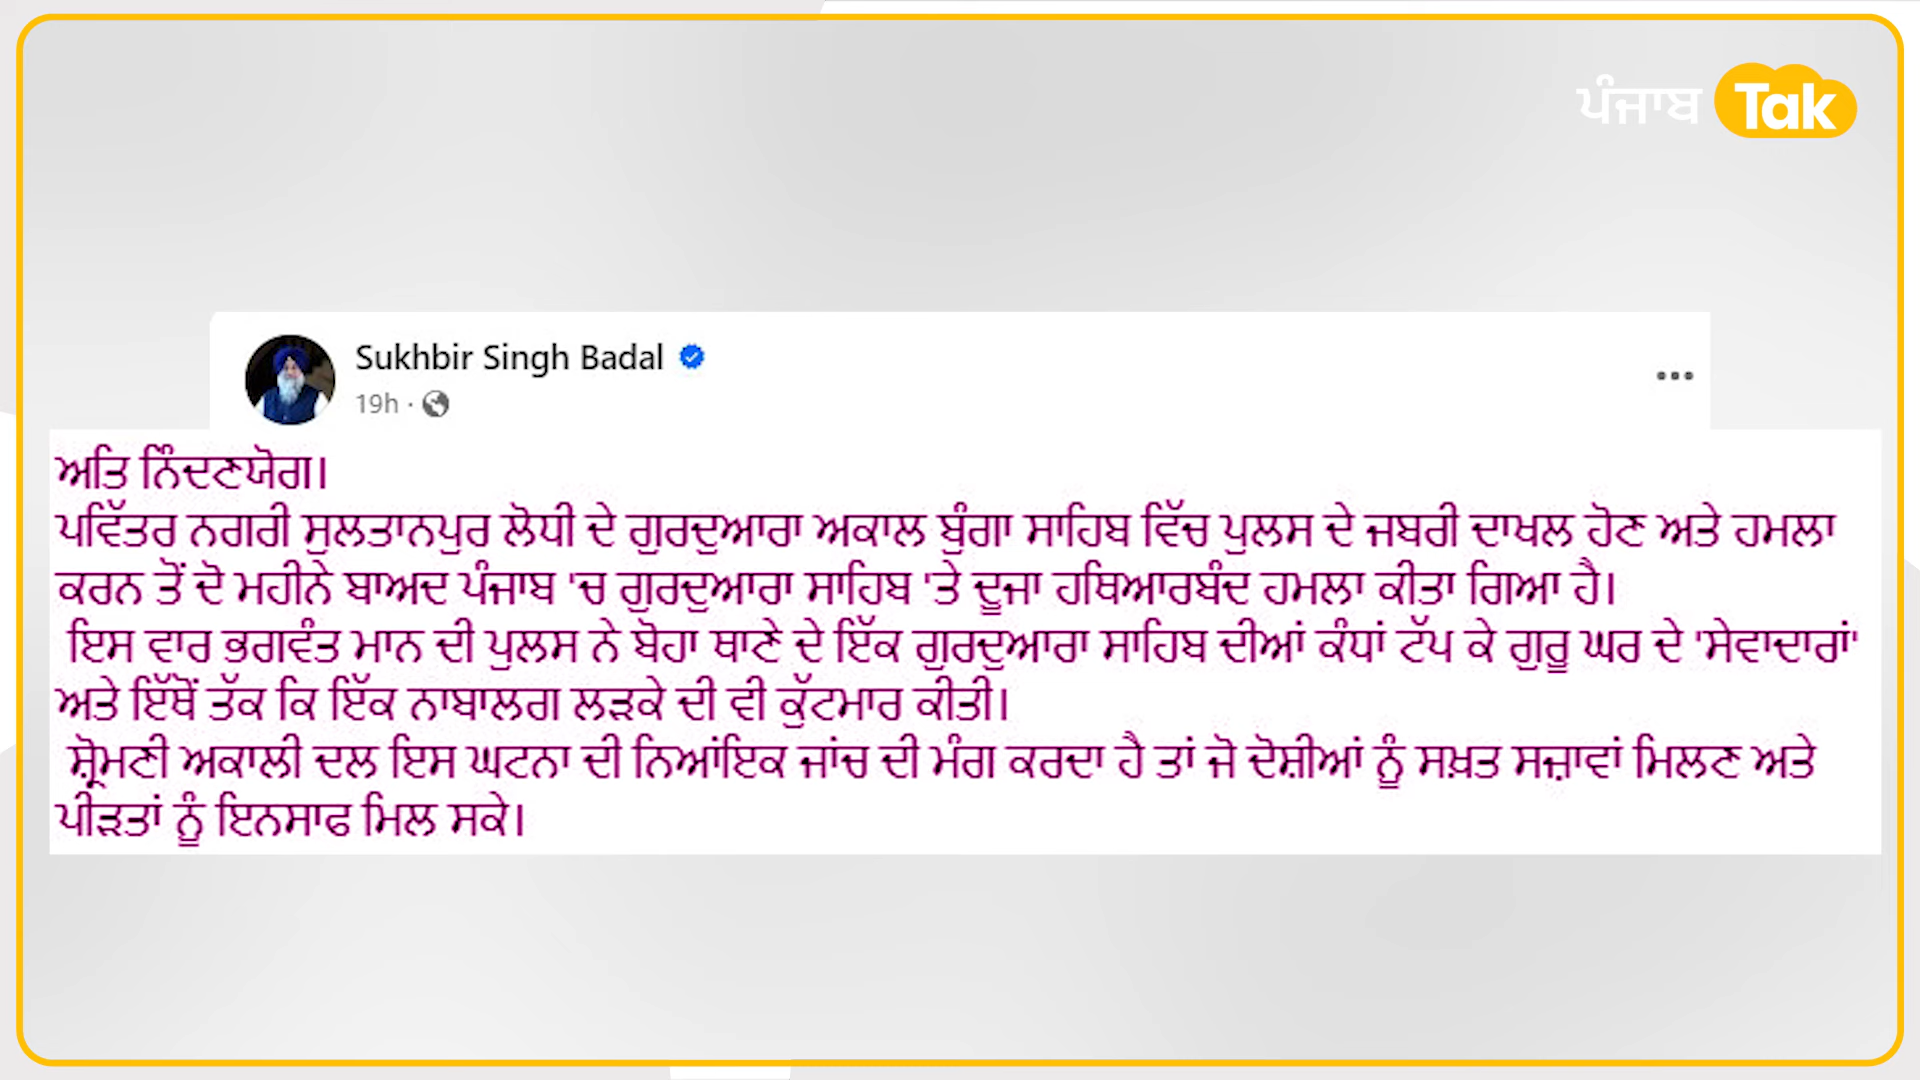 ਪੰਜਾਬ Tak
Sukhbir Singh Badal
19h ·
ਅਤਿ ਨਿੰਦਣਯੋਗ।
ਪਵਿੱਤਰ ਨਗਰੀ ਸੁਲਤਾਨਪੁਰ ਲੋਧੀ ਦੇ ਗੁਰਦੁਆਰਾ ਅਕਾਲ ਬੁੰਗਾ ਸਾਹਿਬ ਵਿੱਚ ਪੁਲਸ ਦੇ ਜਬਰੀ ਦਾਖਲ ਹੋਣ ਅਤੇ ਹਮਲਾ
ਕਰਨ ਤੋਂ ਦੋ ਮਹੀਨੇ ਬਾਅਦ ਪੰਜਾਬ 'ਚ ਗੁਰਦੁਆਰਾ ਸਾਹਿਬ 'ਤੇ ਦੂਜਾ ਹਥਿਆਰਬੰਦ ਹਮਲਾ ਕੀਤਾ ਗਿਆ ਹੈ।
ਇਸ ਵਾਰ ਭਗਵੰਤ ਮਾਨ ਦੀ ਪੁਲਸ ਨੇ ਬੋਹਾ ਥਾਣੇ ਦੇ ਇੱਕ ਗੁਰਦੁਆਰਾ ਸਾਹਿਬ ਦੀਆਂ ਕੰਧਾਂ ਟੱਪ ਕੇ ਗੁਰੂ ਘਰ ਦੇ 'ਸੇਵਾਦਾਰਾਂ'
ਅਤੇ ਇੱਥੋਂ ਤੱਕ ਕਿ ਇੱਕ ਨਾਬਾਲਗ ਲੜਕੇ ਦੀ ਵੀ ਕੁੱਟਮਾਰ ਕੀਤੀ।
ਸ਼੍ਰੋਮਣੀ ਅਕਾਲੀ ਦਲ ਇਸ ਘਟਨਾ ਦੀ ਨਿਆਂਇਕ ਜਾਂਚ ਦੀ ਮੰਗ ਕਰਦਾ ਹੈ ਤਾਂ ਜੋ ਦੋਸ਼ੀਆਂ ਨੂੰ ਸਖ਼ਤ ਸਜ਼ਾਵਾਂ ਮਿਲਣ ਅਤੇ
ਪੀੜਤਾਂ ਨੂੰ ਇਨਸਾਫ ਮਿਲ ਸਕੇ।